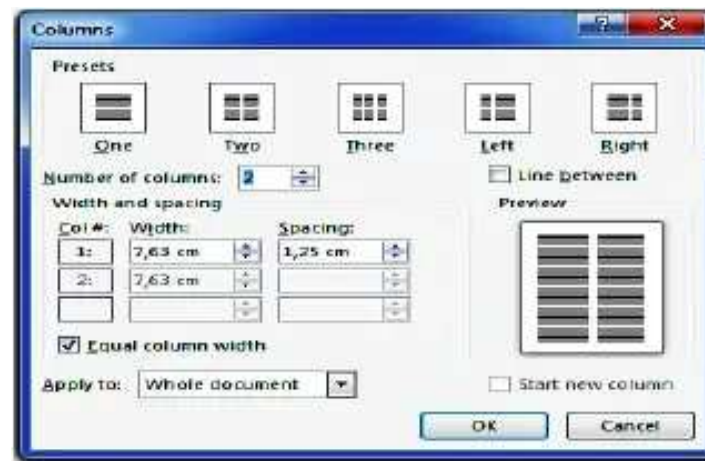 Columns
Presets
One Two Three Left Right
Number of columns: 2 Line between
Width and spacing Preview
Col #: Width: Spacing:
1: 7,63 cm 1,25 cm
2: 7,63 cm
Equal column width
Apply to: Whole document Start new column
OK Cancel